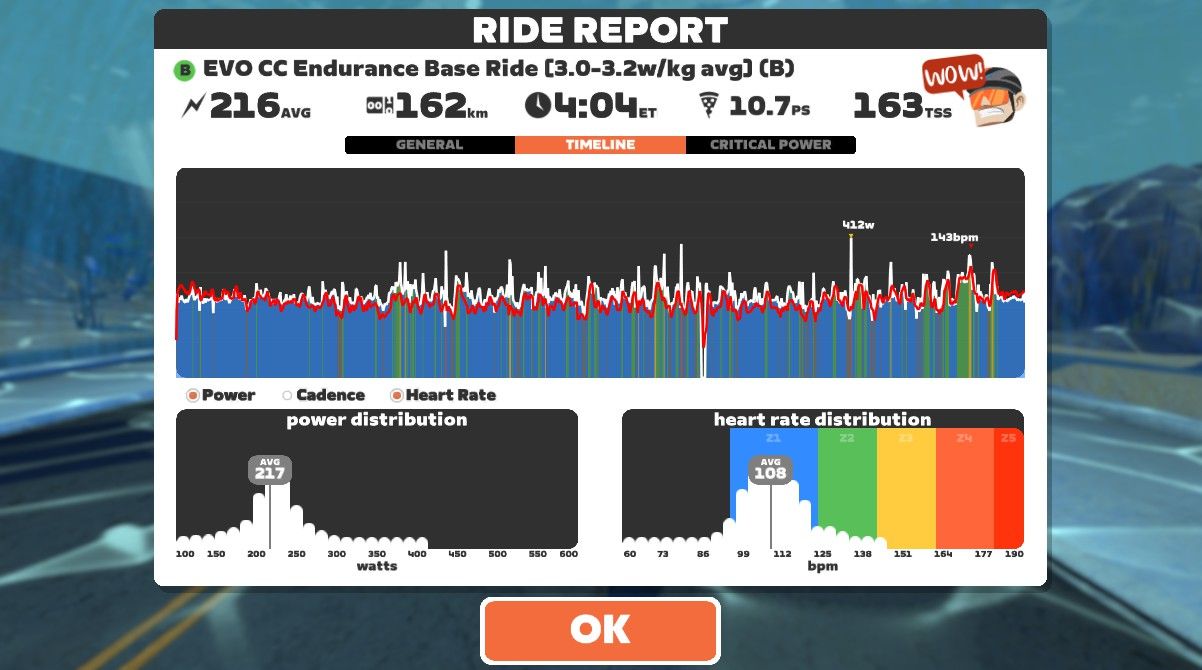 RIDE REPORT
B EVO CC Endurance Base Ride [3.0-3.2w/kg avg] (B)
WOW!
216AVG 162km 4:04ET 10.7PS 163TSS
GENERAL TIMELINE CRITICAL POWER
412w
143bpm
Power Cadence Heart Rate
power distribution
AVG
217
100 150 200 250 300 350 400 450 500 550 600
watts
heart rate distribution
Z1 Z2 Z3 Z4 Z5
AVG
108
60 73 86 99 112 125 138 151 164 177 190
bpm
OK